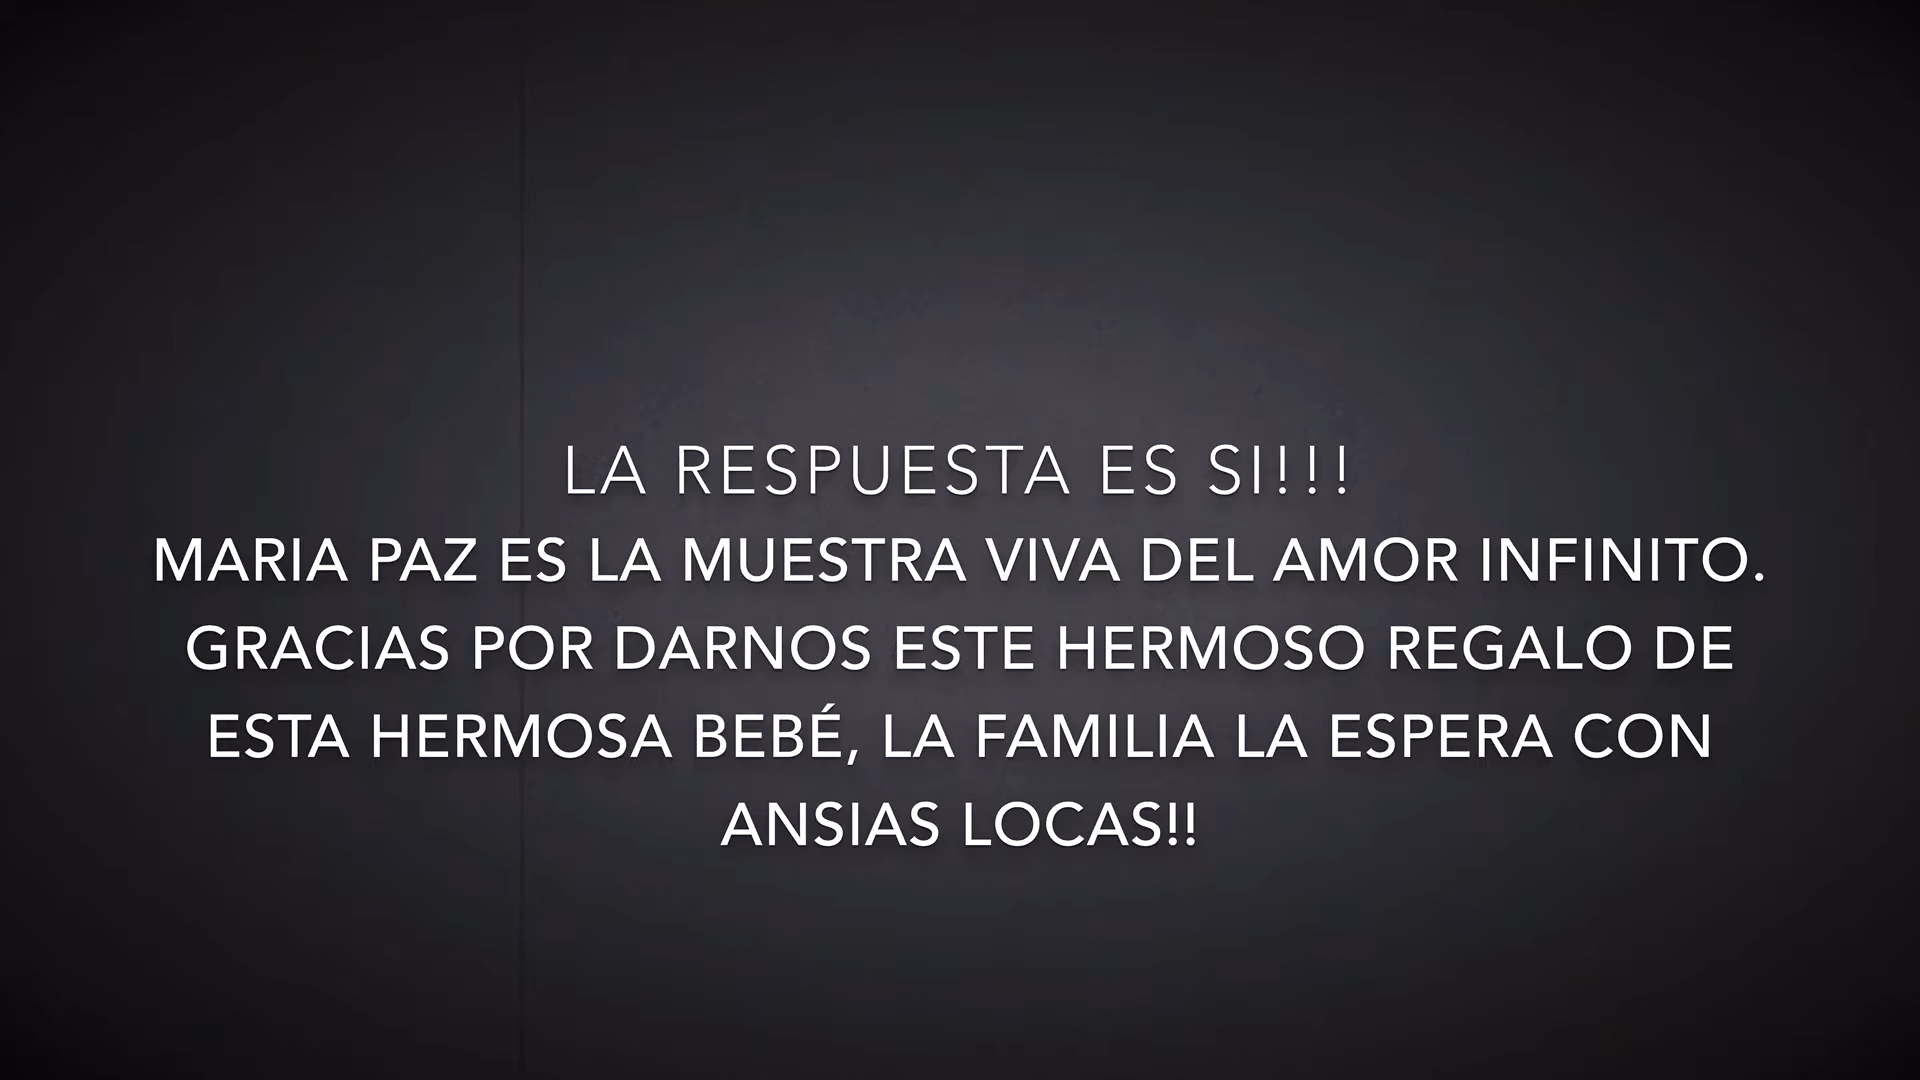 LA RESPUESTA ES SI!!!
MARIA PAZ ES LA MUESTRA VIVA DEL AMOR INFINITO.
GRACIAS POR DARNOS ESTE HERMOSO REGALO DE
ESTA HERMOSA BEBÉ, LA FAMILIA LA ESPERA CON
ANSIAS LOCAS!!